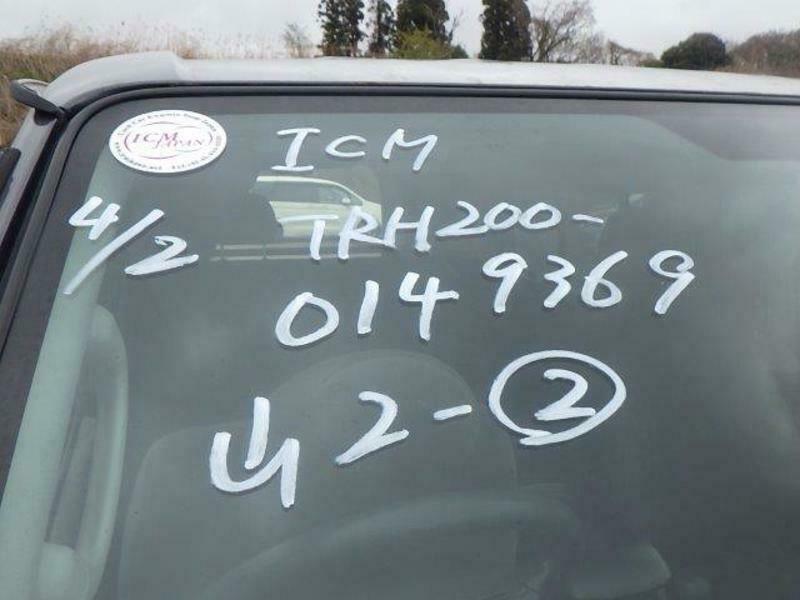 ICM JAPAN
ICM
4/2
TRH200-
0149369
山2-②